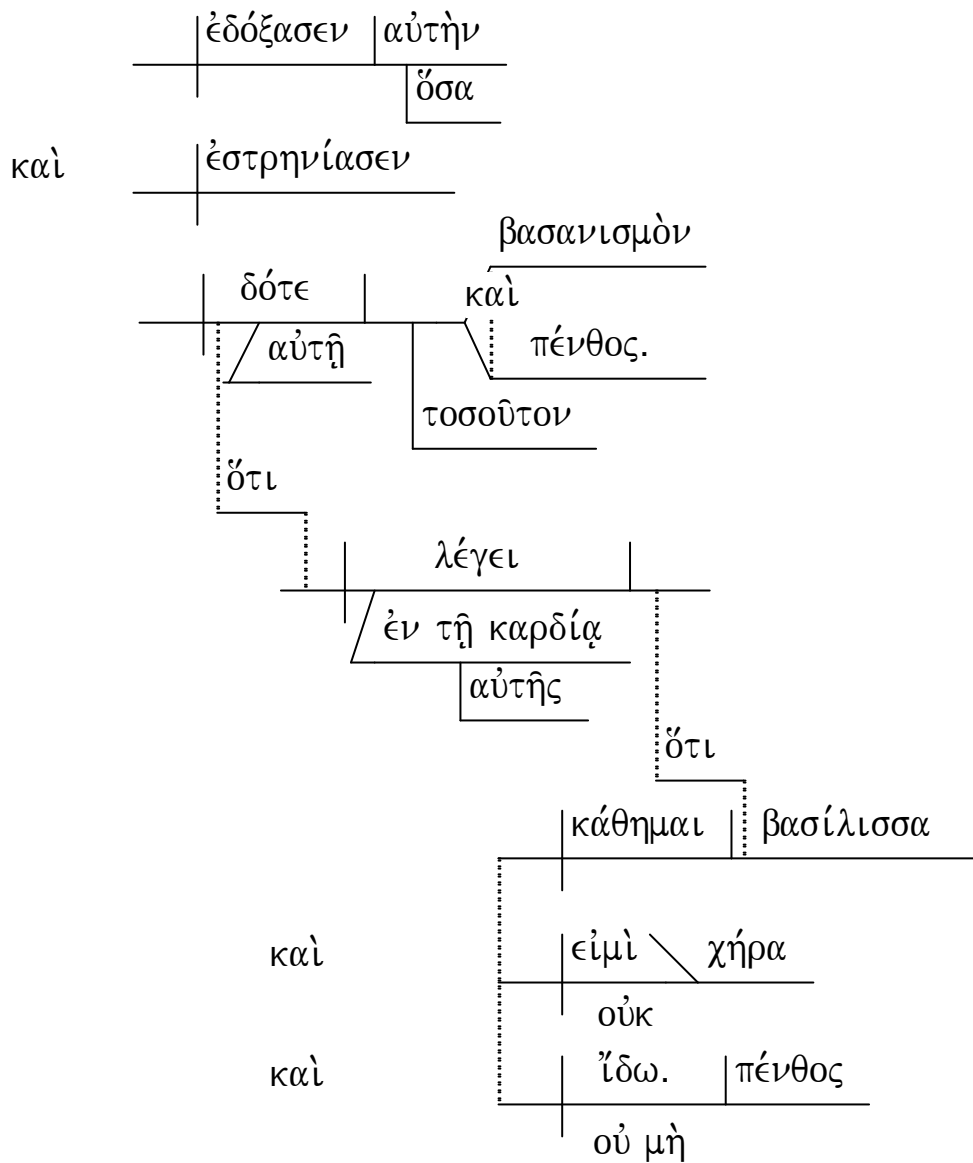 ἐδόξασεν αὐτὴν
ὅσα
καὶ ἐστρηνίασεν
βασανισμὸν
δότε καὶ
αὐτῇ πένθος.
τοσοῦτον
ὅτι
λέγει
ἐν τῇ καρδίᾳ
αὐτῆς
ὅτι
κάθημαι βασίλισσα
καὶ εἰμὶ χήρα
οὐκ
καὶ ἴδω. πένθος
οὐ μὴ